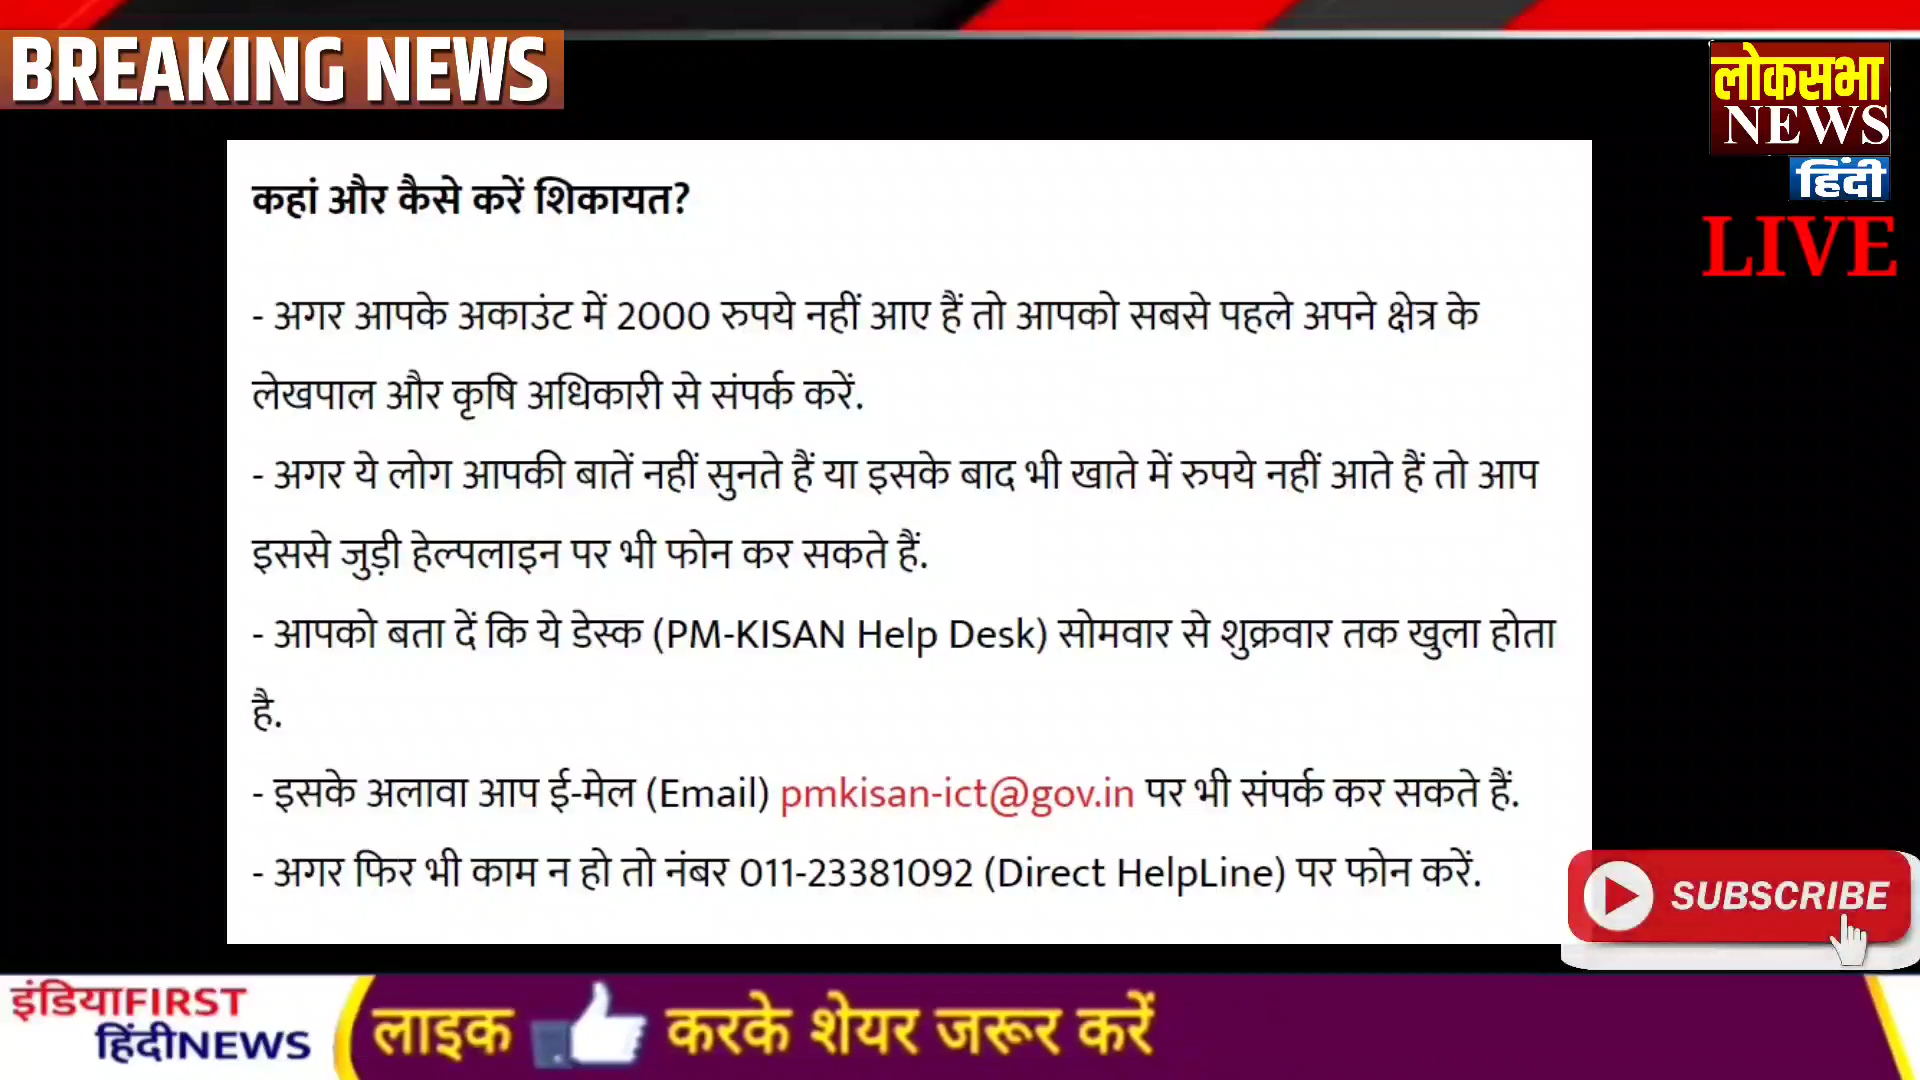 BREAKING NEWS
लोकसभा
NEWS
हिंदी
LIVE
कहां और कैसे करें शिकायत?
- अगर आपके अकाउंट में 2000 रुपये नहीं आए हैं तो आपको सबसे पहले अपने क्षेत्र के
लेखपाल और कृषि अधिकारी से संपर्क करें.
- अगर ये लोग आपकी बातें नहीं सुनते हैं या इसके बाद भी खाते में रुपये नहीं आते हैं तो आप
इससे जुड़ी हेल्पलाइन पर भी फोन कर सकते हैं.
- आपको बता दें कि ये डेस्क (PM-KISAN Help Desk) सोमवार से शुक्रवार तक खुला होता
है.
- इसके अलावा आप ई-मेल (Email) pmkisan-ict@gov.in पर भी संपर्क कर सकते हैं.
- अगर फिर भी काम न हो तो नंबर 011-23381092 (Direct HelpLine) पर फोन करें.
SUBSCRIBE
इंडियाFIRST
हिंदीNEWS
लाइक करके शेयर जरूर करें